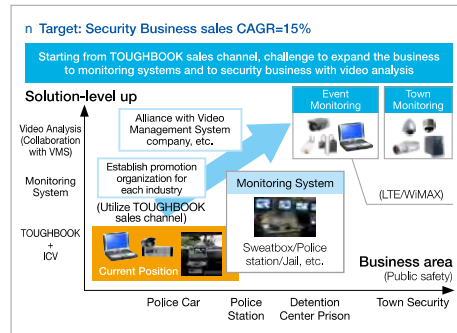 n Target: Security Business sales CAGR=15%
Starting from TOUGHBOOK sales channel, challenge to expand the business
to monitoring systems and to security business with video analysis
Solution-level up
Event
Monitoring
Town
Monitoring
Alliance with Video
Management System
company, etc.
Video Analysis
(Collaboration
with VMS)
Establish promotion
organization for
each industry
Monitoring
System
Monitoring System
(LTE/WiMAX)
(Utilize TOUGHBOOK
sales channel)
TOUGHBOOK
+
ICV
Sweatbox/Police
station/Jail, etc.
Current Position
Business area
(Public safety)
Police Car
Police
Station
Detention
Center Prison
Town Security